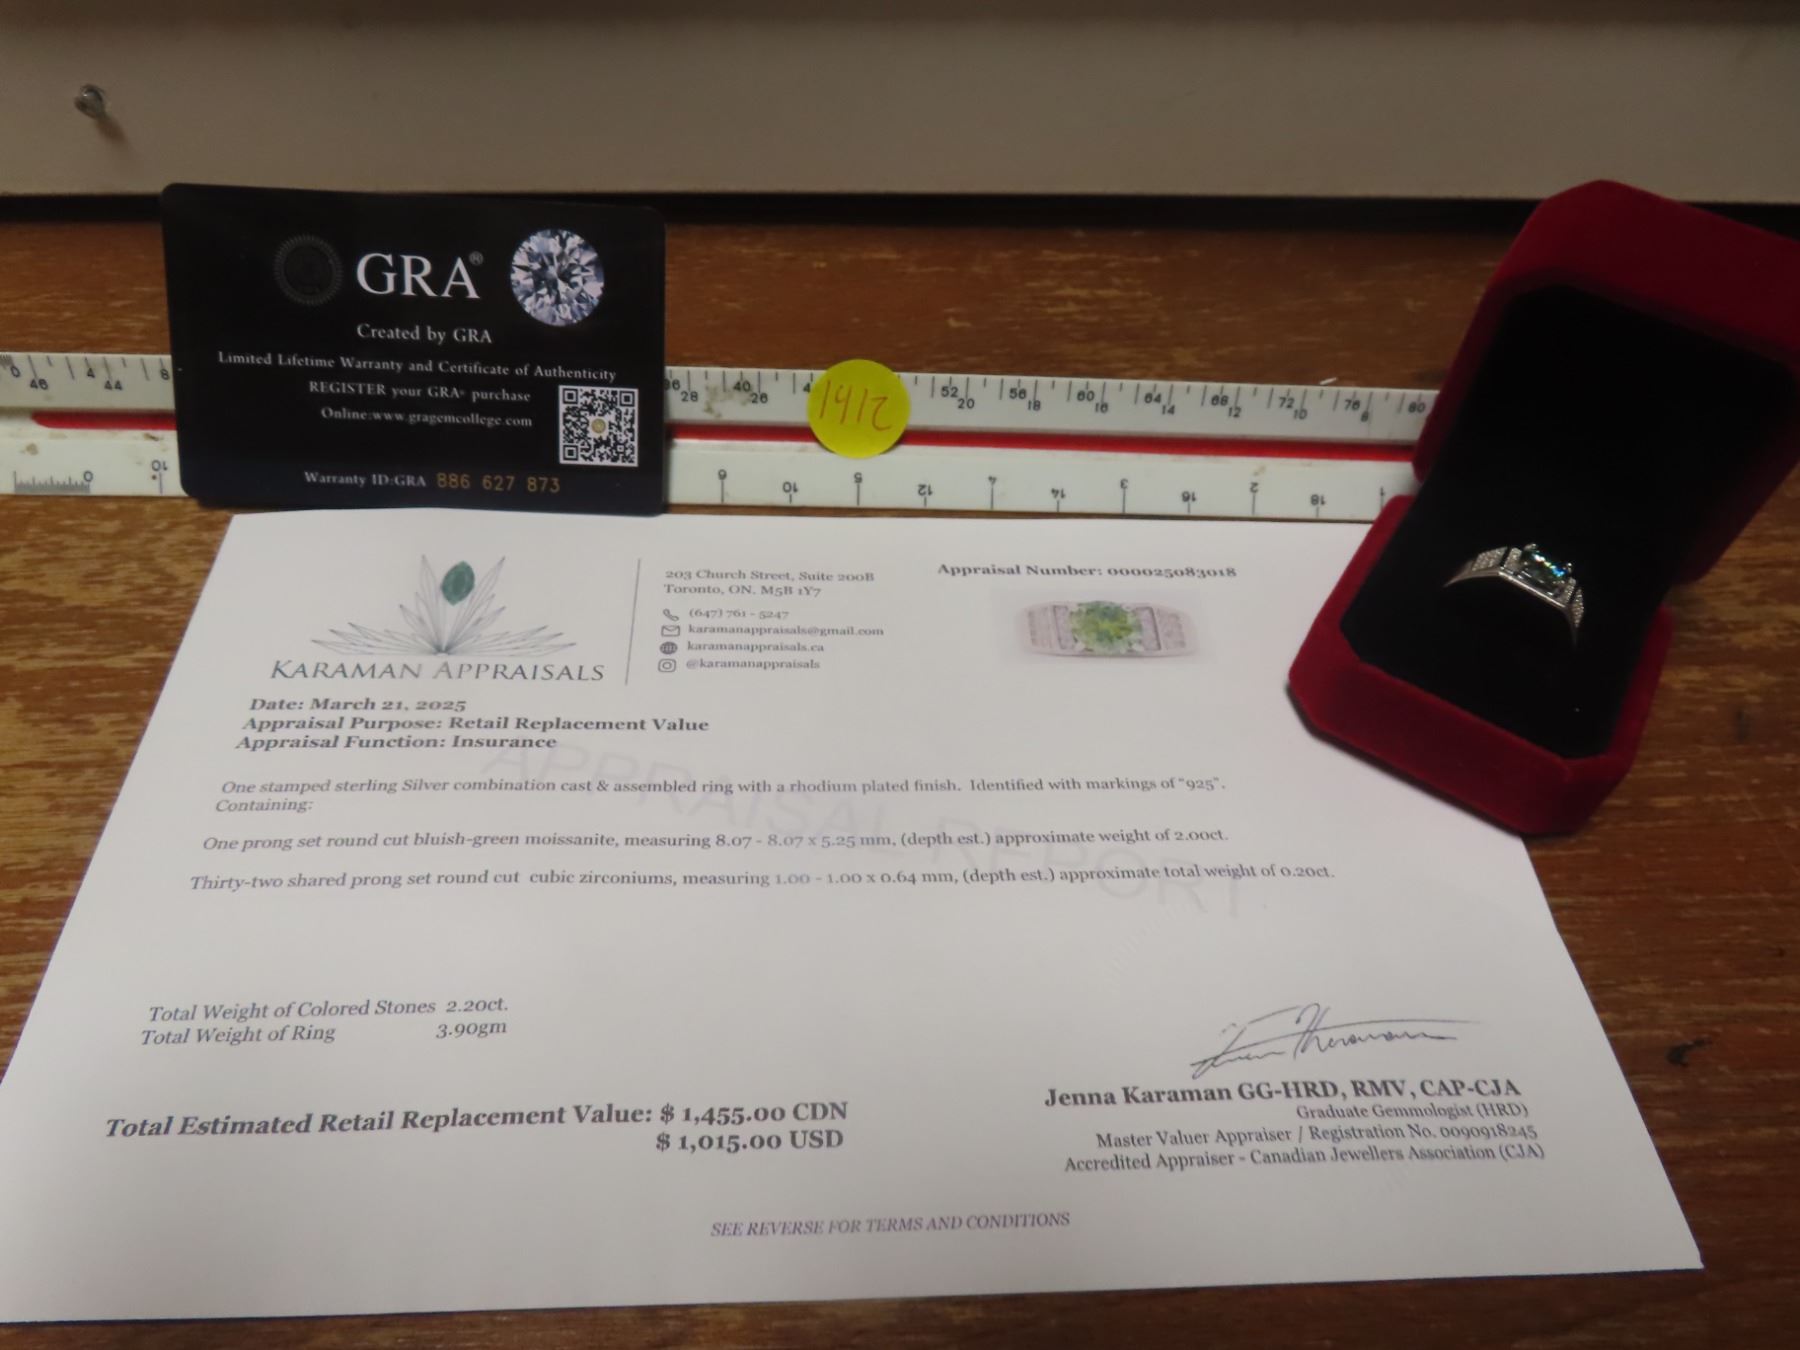 GRA®
Created by GRA
Limited Lifetime Warranty and Certificate of Authenticity
REGISTER your GRA® purchase
Online:www.gragemcollege.com
Warranty ID:GRA 886 627 873
1412
KARAMAN APPRAISALS
203 Church Street, Suite 200B
Toronto, ON. M5B 1Y7
(647) 761 - 5247
karamanappraisals@gmail.com
karamanappraisals.ca
@karamanappraisals
Appraisal Number: 000025083018
Date: March 21, 2025
Appraisal Purpose: Retail Replacement Value
Appraisal Function: Insurance
APPRAISAL REPORT
One stamped sterling Silver combination cast & assembled ring with a rhodium plated finish. Identified with markings of "925".
Containing:
One prong set round cut bluish-green moissanite, measuring 8.07 - 8.07 x 5.25 mm, (depth est.) approximate weight of 2.00ct.
Thirty-two shared prong set round cut cubic zirconiums, measuring 1.00 - 1.00 x 0.64 mm, (depth est.) approximate total weight of 0.20ct.
Total Weight of Colored Stones 2.20ct.
Total Weight of Ring 3.90gm
Total Estimated Retail Replacement Value: $ 1,455.00 CDN
$ 1,015.00 USD
Jenna Karaman GG-HRD, RMV, CAP-CJA
Graduate Gemmologist (HRD)
Master Valuer Appraiser / Registration No. 0090918245
Accredited Appraiser - Canadian Jewellers Association (CJA)
SEE REVERSE FOR TERMS AND CONDITIONS